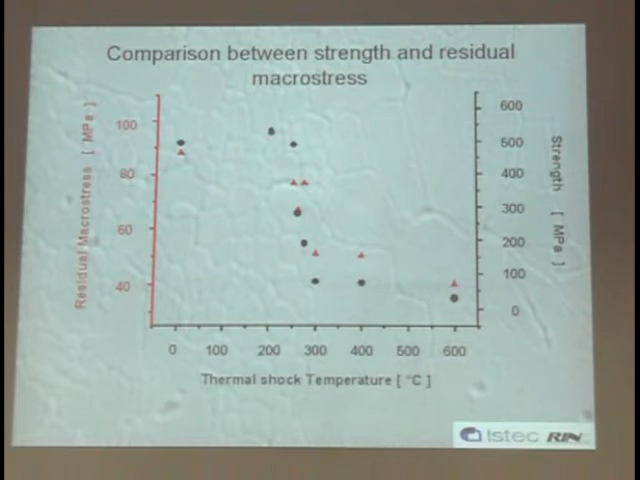 Comparison between strength and residual
macrostress
Residual Macrostress [ MPa ]
100
80
60
40
600
500
400
300
200
100
0
Strength [ MPa ]
0 100 200 300 400 500 600
Thermal shock Temperature [ °C ]
Istec RIN